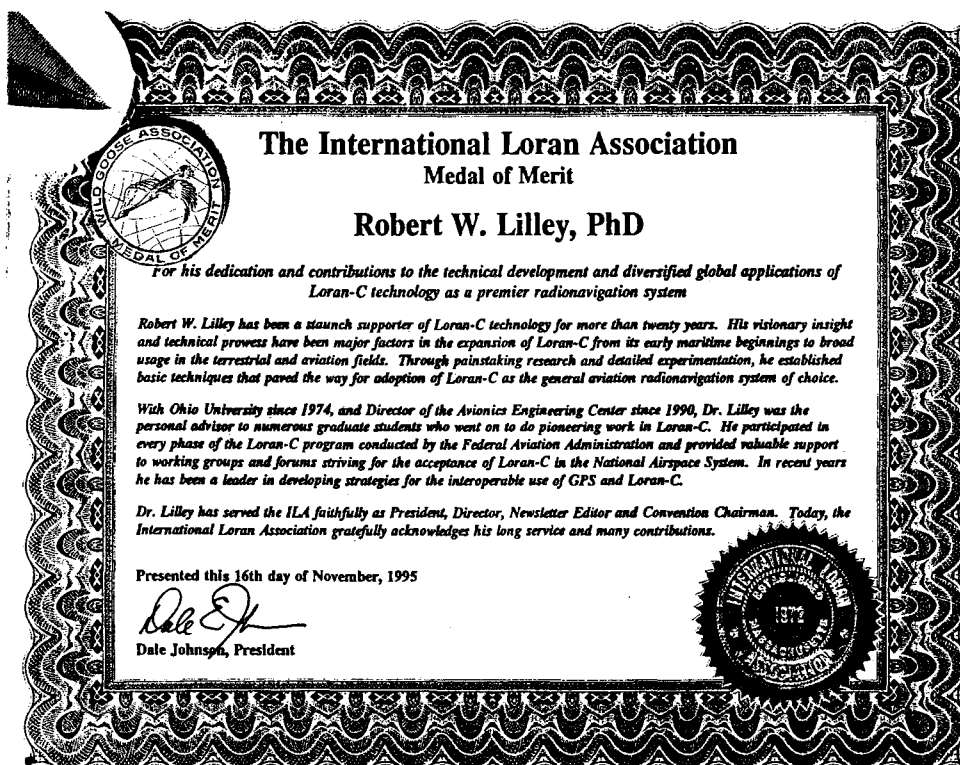 The International Loran Association
Medal of Merit
WILD GOOSE ASSOCIATION
MEDAL OF MERIT
Robert W. Lilley, PhD
For his dedication and contributions to the technical development and diversified global applications of
Loran-C technology as a premier radionavigation system
Robert W. Lilley has been a staunch supporter of Loran-C technology for more than twenty years. His visionary insight
and technical prowess have been major factors in the expansion of Loran-C from its early maritime beginnings to broad
usage in the terrestrial and aviation fields. Through painstaking research and detailed experimentation, he established
basic techniques that paved the way for adoption of Loran-C as the general aviation radionavigation system of choice.
With Ohio University since 1974, and Director of the Avionics Engineering Center since 1990, Dr. Lilley was the
personal advisor to numerous graduate students who went on to do pioneering work in Loran-C. He participated in
every phase of the Loran-C program conducted by the Federal Aviation Administration and provided valuable support
to working groups and forums striving for the acceptance of Loran-C in the National Airspace System. In recent years
he has been a leader in developing strategies for the interoperable use of GPS and Loran-C.
Dr. Lilley has served the ILA faithfully as President, Director, Newsletter Editor and Convention Chairman. Today, the
International Loran Association gratefully acknowledges his long service and many contributions.
Presented this 16th day of November, 1995
Dale E. Johnson
Dale Johnson, President
INTERNATIONAL LORAN
ASSOCIATION
MASSACHUSETTS